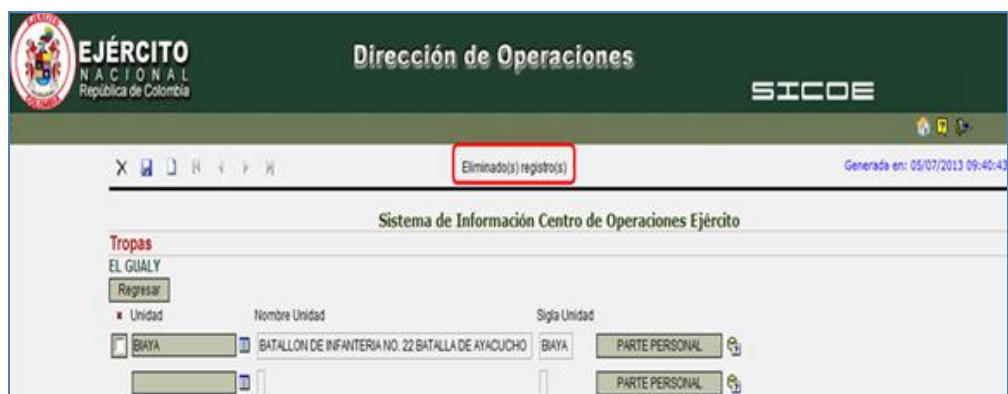 EJÉRCITO
NACIONAL
República de Colombia
Dirección de Operaciones
SICOE
Eliminado(s) registro(s)
Generada en: 05/07/2013 09:40:43
Sistema de Información Centro de Operaciones Ejército
Tropas
EL GUALY
Regresar
Unidad Nombre Unidad Sigla Unidad
BIAYA BATALLON DE INFANTERIA NO. 22 BATALLA DE AYACUCHO BIAYA PARTE PERSONAL
PARTE PERSONAL